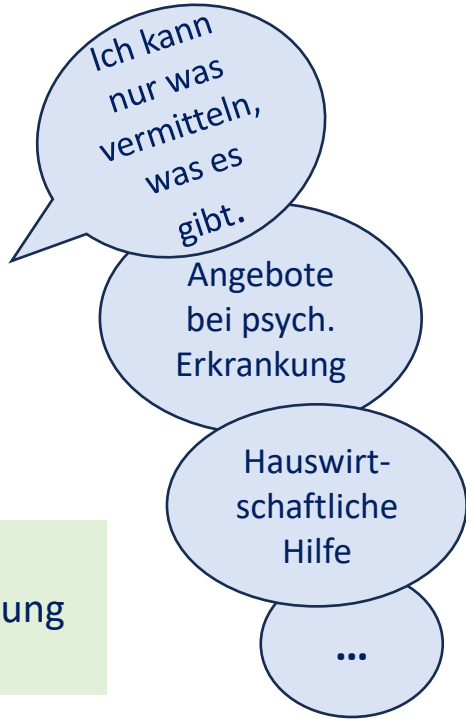 Ich kann
nur was
vermitteln,
was es
gibt.
Angebote
bei psych.
Erkrankung
Hauswirt-
schaftliche
Hilfe
ung
...